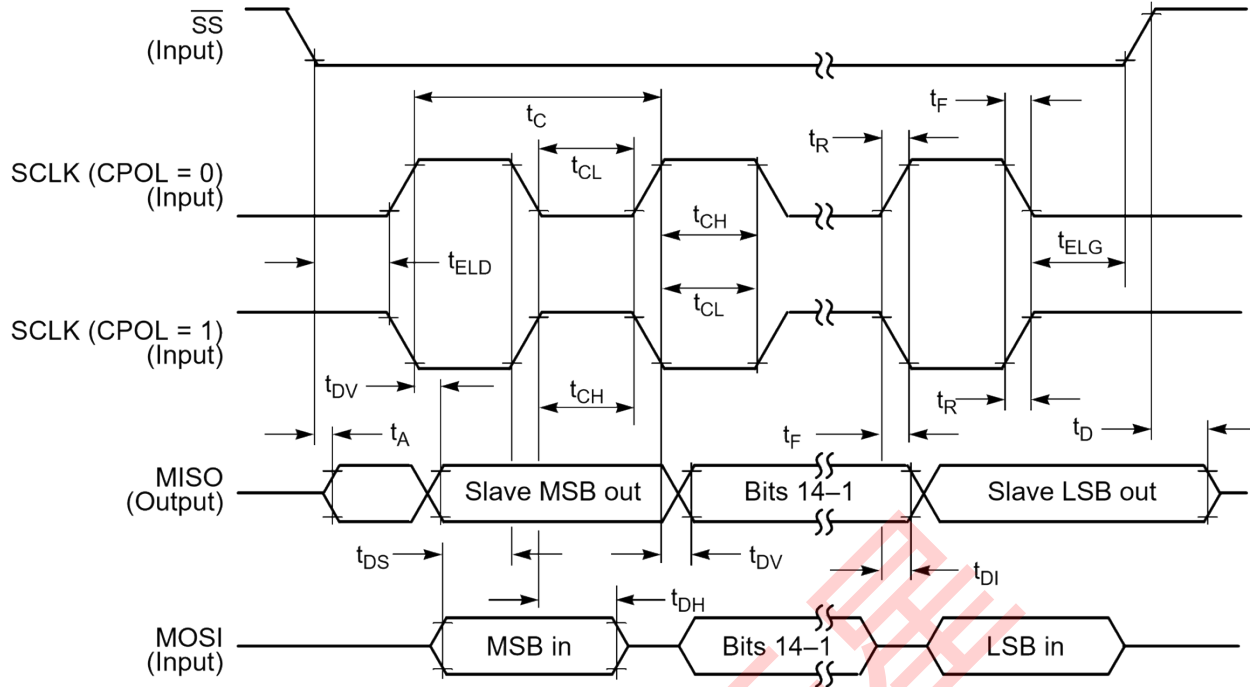 SS
(Input)
tC
tF
tR
tCL
SCLK (CPOL = 0)
(Input)
tCH
tELG
tELD
tCL
SCLK (CPOL = 1)
(Input)
tDV
tCH
tR
tA
tF
tD
MISO
(Output)
Slave MSB out
Bits 14–1
Slave LSB out
tDS
tDV
tDI
tDH
MOSI
(Input)
MSB in
Bits 14–1
LSB in